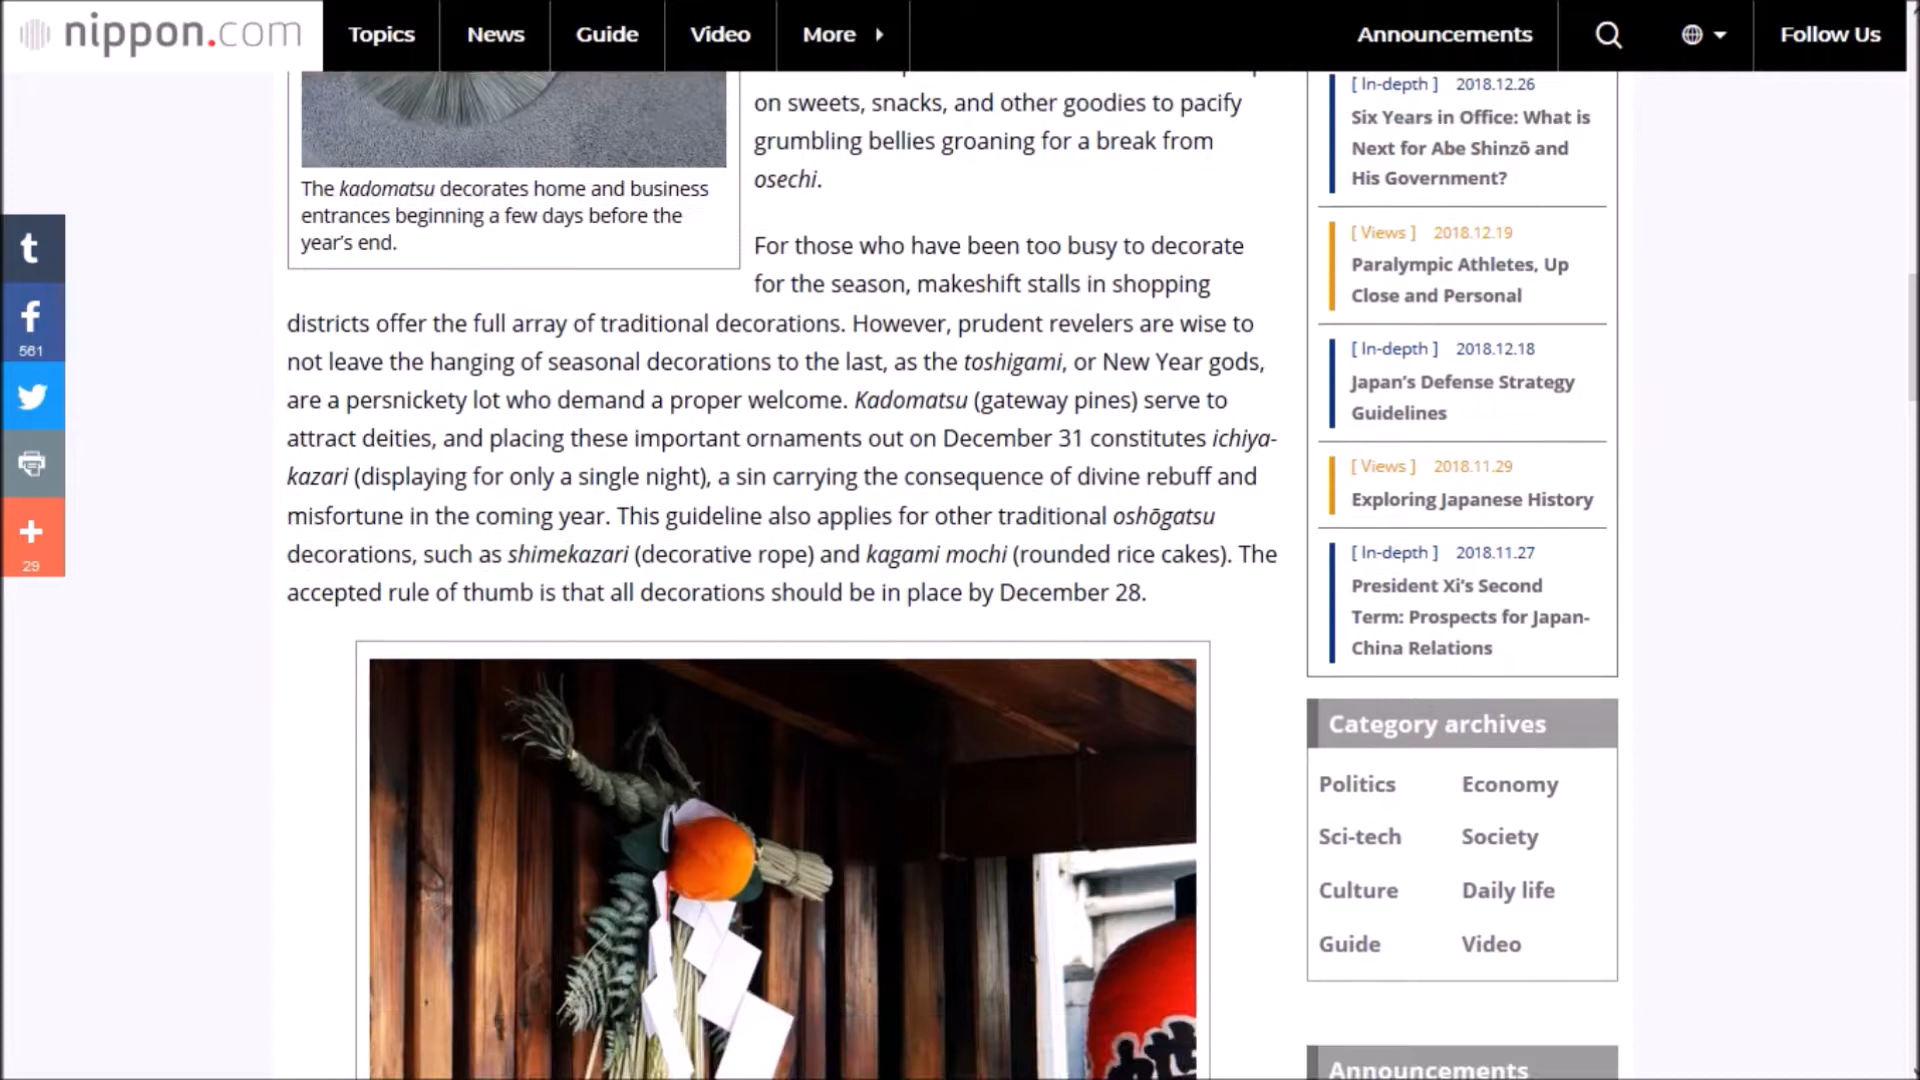 nippon.com
Topics
News
Guide
Video
More
Announcements
Follow Us
t
f
561
+
29
The kadomatsu decorates home and business
entrances beginning a few days before the
year's end.
on sweets, snacks, and other goodies to pacify
grumbling bellies groaning for a break from
osechi.
For those who have been too busy to decorate
for the season, makeshift stalls in shopping
districts offer the full array of traditional decorations. However, prudent revelers are wise to
not leave the hanging of seasonal decorations to the last, as the toshigami, or New Year gods,
are a persnickety lot who demand a proper welcome. Kadomatsu (gateway pines) serve to
attract deities, and placing these important ornaments out on December 31 constitutes ichiya-
kazari (displaying for only a single night), a sin carrying the consequence of divine rebuff and
misfortune in the coming year. This guideline also applies for other traditional oshōgatsu
decorations, such as shimekazari (decorative rope) and kagami mochi (rounded rice cakes). The
accepted rule of thumb is that all decorations should be in place by December 28.
[ In-depth ] 2018.12.26
Six Years in Office: What is
Next for Abe Shinzō and
His Government?
[ Views ] 2018.12.19
Paralympic Athletes, Up
Close and Personal
[ In-depth ] 2018.12.18
Japan's Defense Strategy
Guidelines
[ Views ] 2018.11.29
Exploring Japanese History
[ In-depth ] 2018.11.27
President Xi's Second
Term: Prospects for Japan-
China Relations
Category archives
Politics Economy
Sci-tech Society
Culture Daily life
Guide Video
Announcements